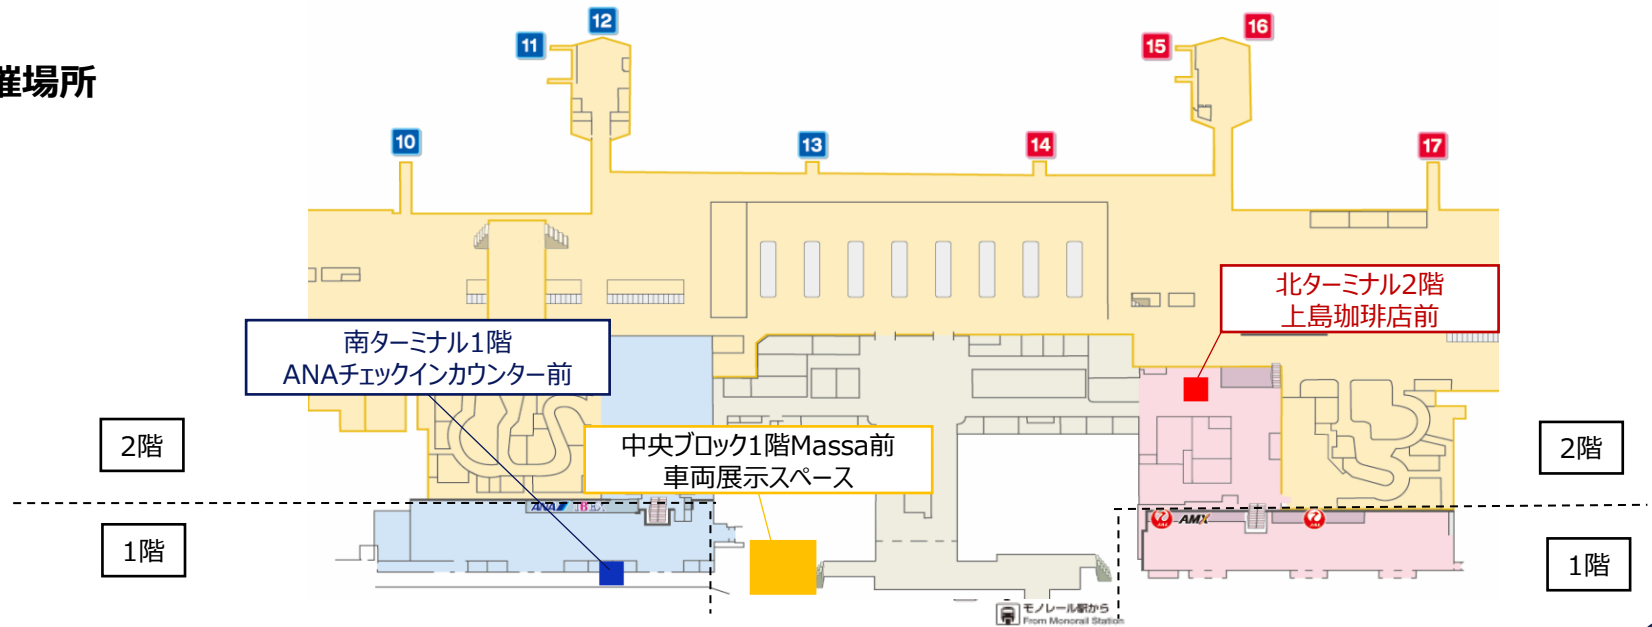 催場所
12
11
16
15
10
13
14
17
北ターミナル2階
上島珈琲店前
南ターミナル1階
ANAチェックインカウンター前
中央ブロック1階Massa前
車両展示スペース
2階
2階
ANA
AMX
1階
1階
モノレール駅から
From Monorail Station